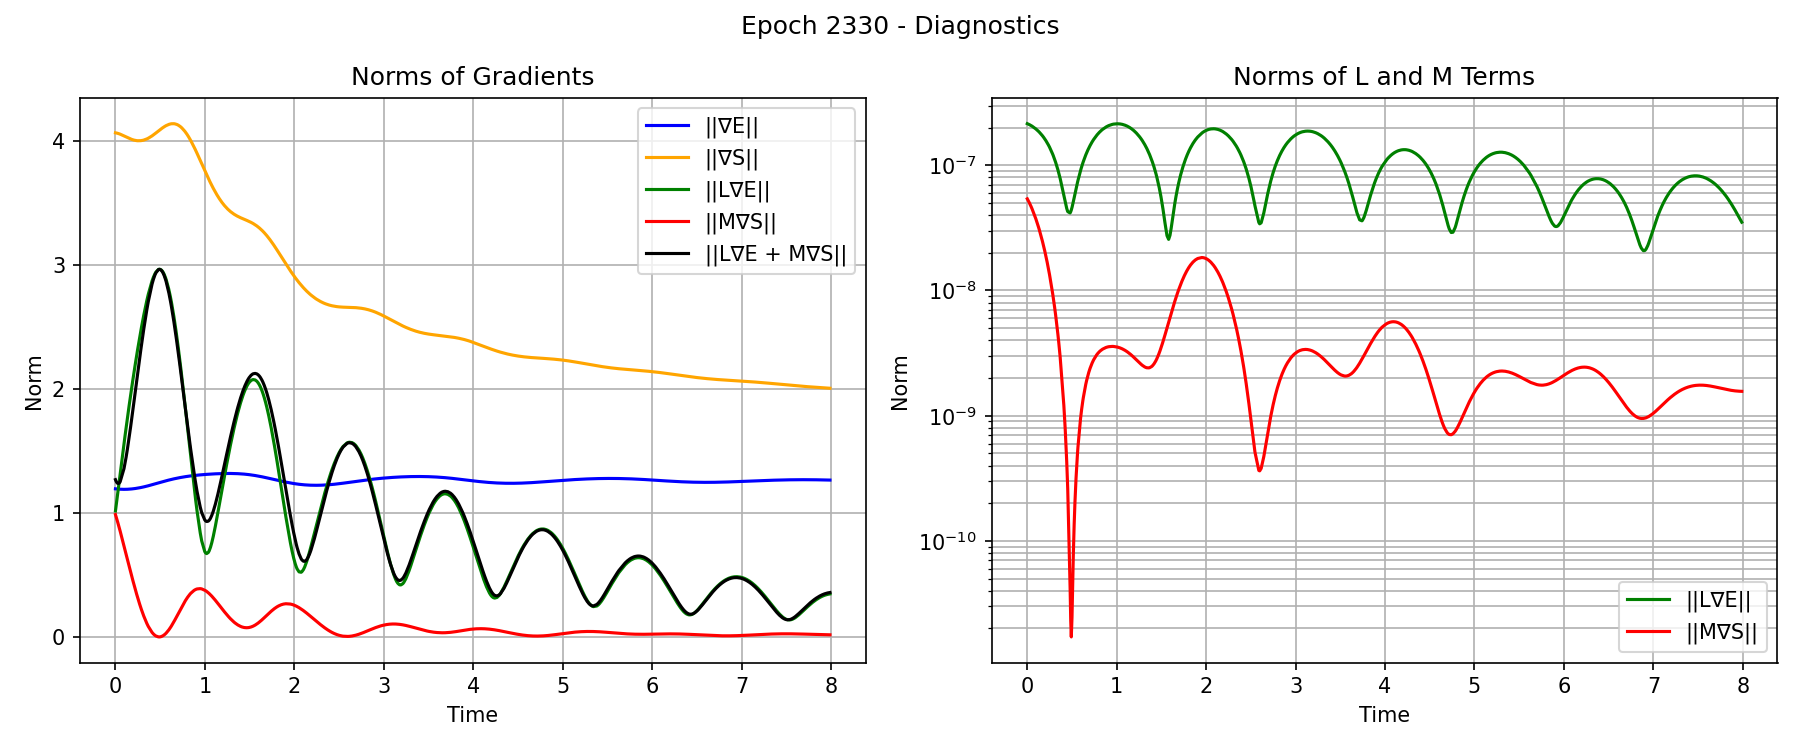 Epoch 2330 - Diagnostics
Norms of Gradients
Norm
4
3
2
1
0
||∇E||
||∇S||
||L∇E||
||M∇S||
||L∇E + M∇S||
0 1 2 3 4 5 6 7 8
Time
Norms of L and M Terms
Norm
10⁻⁷
10⁻⁸
10⁻⁹
10⁻¹⁰
||L∇E||
||M∇S||
0 1 2 3 4 5 6 7 8
Time